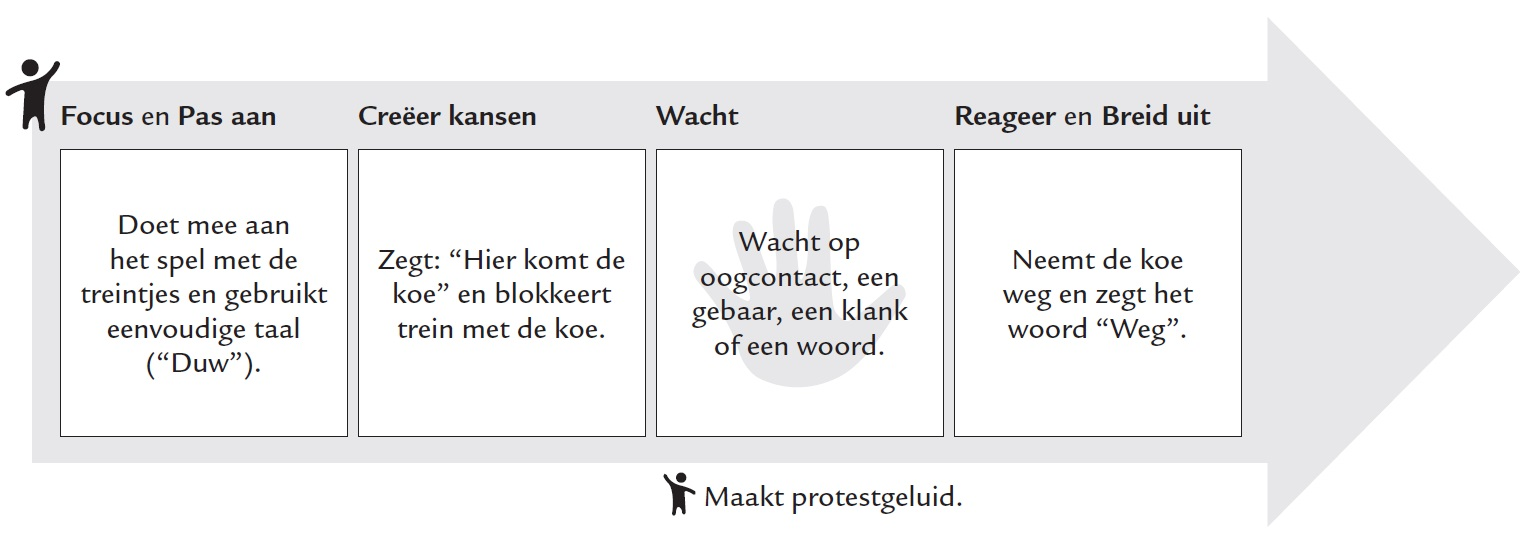 Focus en Pas aan
Doet mee aan
het spel met de
treintjes en gebruikt
eenvoudige taal
(“Duw”).
Creëer kansen
Zegt: “Hier komt de
koe” en blokkeert
trein met de koe.
Wacht
Wacht op
oogcontact, een
gebaar, een klank
of een woord.
Reageer en Breid uit
Neemt de koe
weg en zegt het
woord “Weg”.
Maakt protestgeluid.